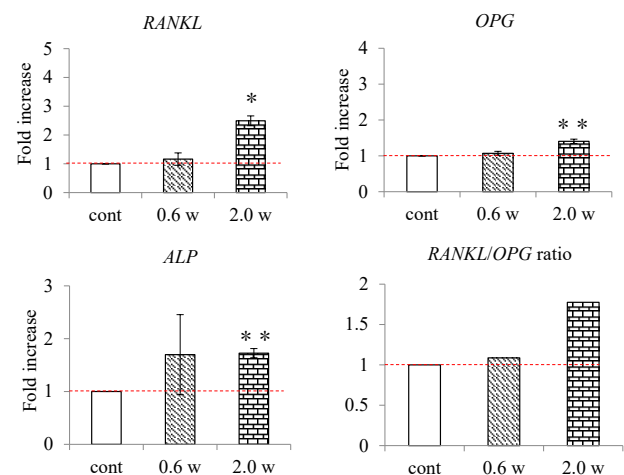 RANKL
Fold increase
5
4
3
2
1
0
*
cont 0.6 w 2.0 w
OPG
Fold increase
4
3
2
1
0
* *
cont 0.6 w 2.0 w
ALP
Fold increase
3
2
1
0
* *
cont 0.6 w 2.0 w
RANKL/OPG ratio
2
1.5
1
0.5
0
cont 0.6 w 2.0 w